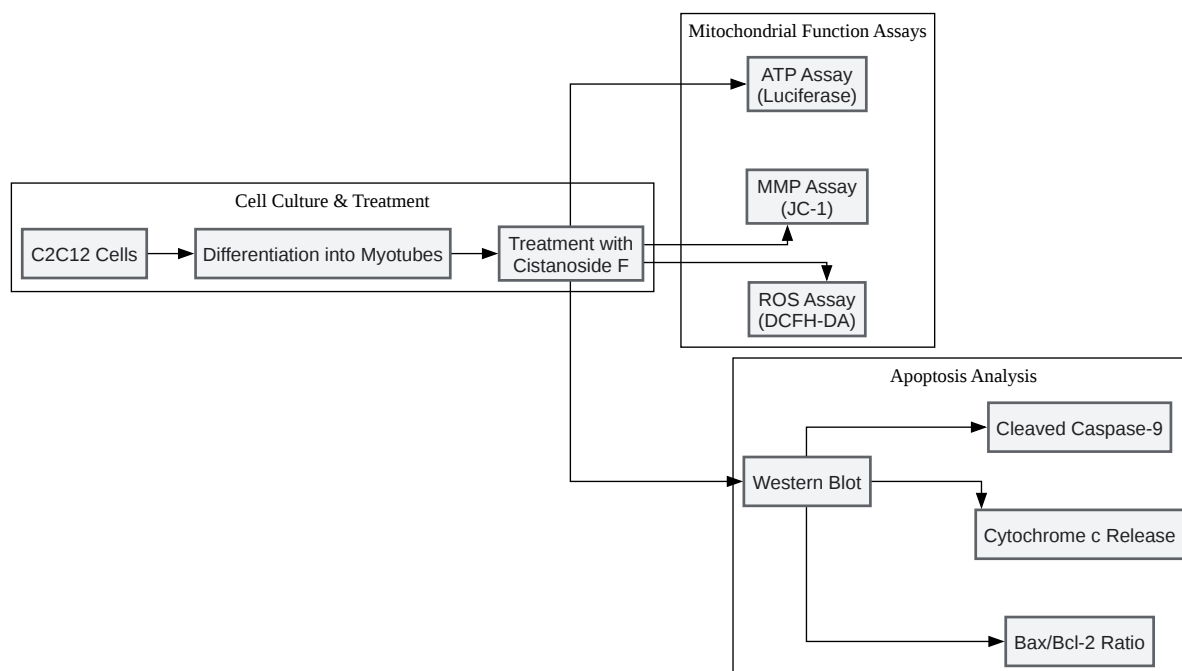 Mitochondrial Function Assays
ATP Assay
(Luciferase)
MMP Assay
(JC-1)
ROS Assay
(DCFH-DA)
Cell Culture & Treatment
C2C12 Cells
Differentiation into Myotubes
Treatment with
Cistanoside F
Apoptosis Analysis
Western Blot
Cleaved Caspase-9
Cytochrome c Release
Bax/Bcl-2 Ratio